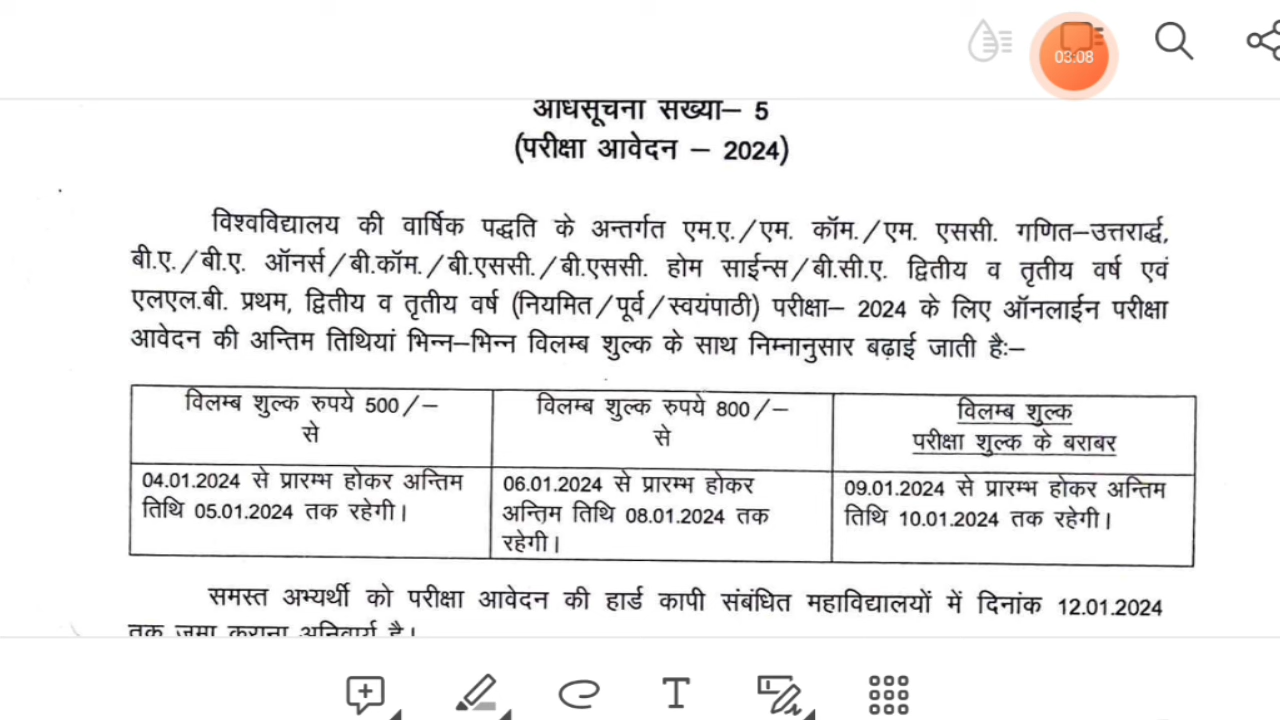 03:08
अधिसूचना संख्या– 5
(परीक्षा आवेदन – 2024)
विश्वविद्यालय की वार्षिक पद्धति के अन्तर्गत एम.ए./एम. कॉम./एम. एससी. गणित–उत्तरार्द्ध,
बी.ए./बी.ए. ऑनर्स/बी.कॉम./बी.एससी./बी.एससी. होम साईन्स/बी.सी.ए. द्वितीय व तृतीय वर्ष एवं
एलएल.बी. प्रथम, द्वितीय व तृतीय वर्ष (नियमित/पूर्व/स्वयंपाठी) परीक्षा– 2024 के लिए ऑनलाईन परीक्षा
आवेदन की अन्तिम तिथियां भिन्न–भिन्न विलम्ब शुल्क के साथ निम्नानुसार बढ़ाई जाती हैः–
विलम्ब शुल्क रुपये 500/–
से
विलम्ब शुल्क रुपये 800/–
से
विलम्ब शुल्क
परीक्षा शुल्क के बराबर
04.01.2024 से प्रारम्भ होकर अन्तिम
तिथि 05.01.2024 तक रहेगी।
06.01.2024 से प्रारम्भ होकर
अन्तिम तिथि 08.01.2024 तक
रहेगी।
09.01.2024 से प्रारम्भ होकर अन्तिम
तिथि 10.01.2024 तक रहेगी।
समस्त अभ्यर्थी को परीक्षा आवेदन की हार्ड कापी संबंधित महाविद्यालयों में दिनांक 12.01.2024
तक जमा कराना अनिवार्य है।
T